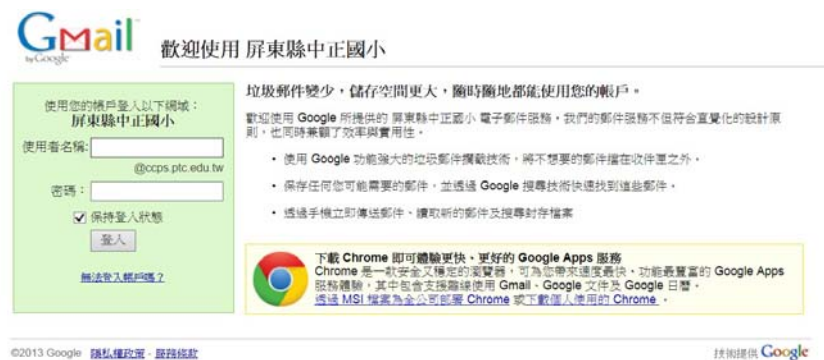 Gmail
by Google
歡迎使用 屏東縣中正國小
使用您的帳戶登入以下網域：
屏東縣中正國小
使用者名稱:
@ccps.ptc.edu.tw
密碼：
保持登入狀態
登入
無法登入帳戶嗎？
垃圾郵件變少，儲存空間更大，隨時隨地都能使用您的帳戶。
歡迎使用 Google 所提供的 屏東縣中正國小 電子郵件服務，我們的郵件服務不但符合直覺化的設計原
則，也同時兼顧了效率與實用性。
• 使用 Google 功能強大的垃圾郵件攔截技術，將不想要的郵件擋在收件匣之外。
• 保存任何您可能需要的郵件，並透過 Google 搜尋技術快速找到這些郵件。
• 透過手機立即傳送郵件、讀取新的郵件及搜尋封存檔案
下載 Chrome 即可體驗更快、更好的 Google Apps 服務
Chrome 是一款安全又穩定的瀏覽器，可為您帶來速度最快、功能最豐富的 Google Apps
服務體驗，其中包含支援離線使用 Gmail、Google 文件及 Google 日曆。
透過 MSI 檔案為全公司部署 Chrome 或下載個人使用的 Chrome 。
©2013 Google 隱私權政策 - 服務條款
技術提供 Google